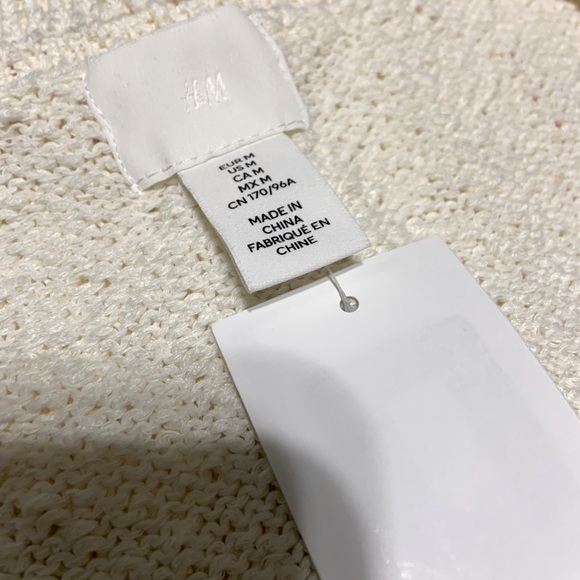 H&M
EUR M
US M
CA M
MX M
CN 170/96A
MADE IN
CHINA
FABRIQUÉ EN
CHINE